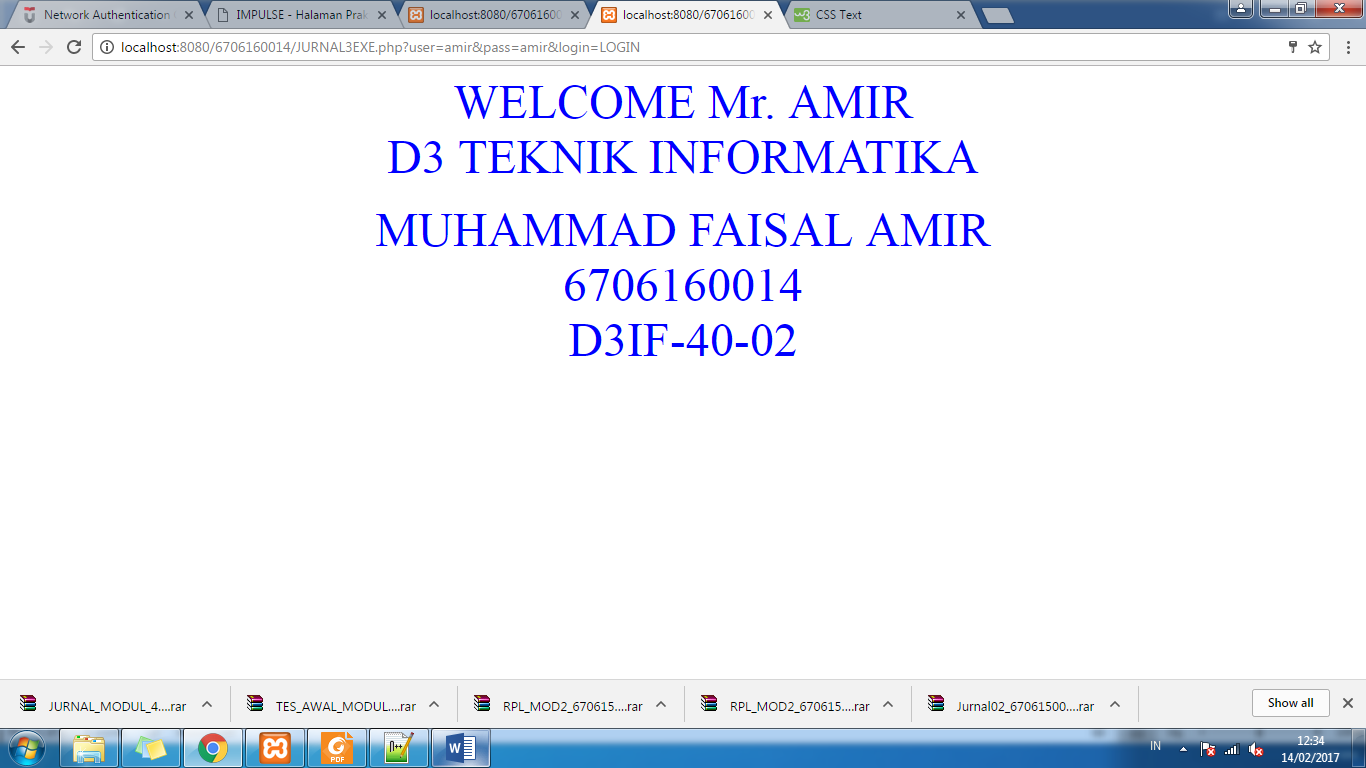 Network Authentication
IMPULSE - Halaman Prak
localhost:8080/67061600
localhost:8080/67061600
CSS Text
localhost:8080/6706160014/JURNAL3EXE.php?user=amir&pass=amir&login=LOGIN
WELCOME Mr. AMIR
D3 TEKNIK INFORMATIKA
MUHAMMAD FAISAL AMIR
6706160014
D3IF-40-02
JURNAL_MODUL_4....rar
TES_AWAL_MODUL....rar
RPL_MOD2_670615....rar
RPL_MOD2_670615....rar
Jurnal02_67061500....rar
Show all
IN
12:34
14/02/2017